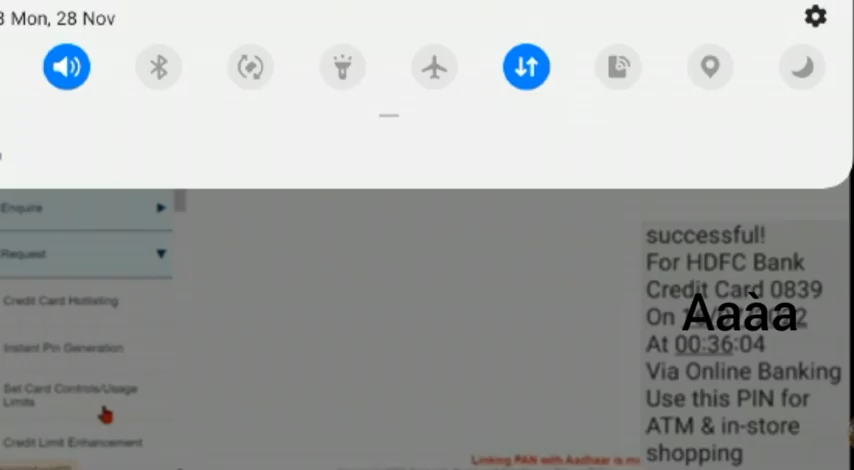 Mon, 28 Nov
Enquire
Request
Credit Card Hotlisting
Instant Pin Generation
Set Card Controls/Usage
Limits
Credit Limit Enhancement
Linking PAN with Aadhaar is
successful!
For HDFC Bank
Credit Card 0839
On
Aaàa
At 00:36:04
Via Online Banking
Use this PIN for
ATM & in-store
shopping